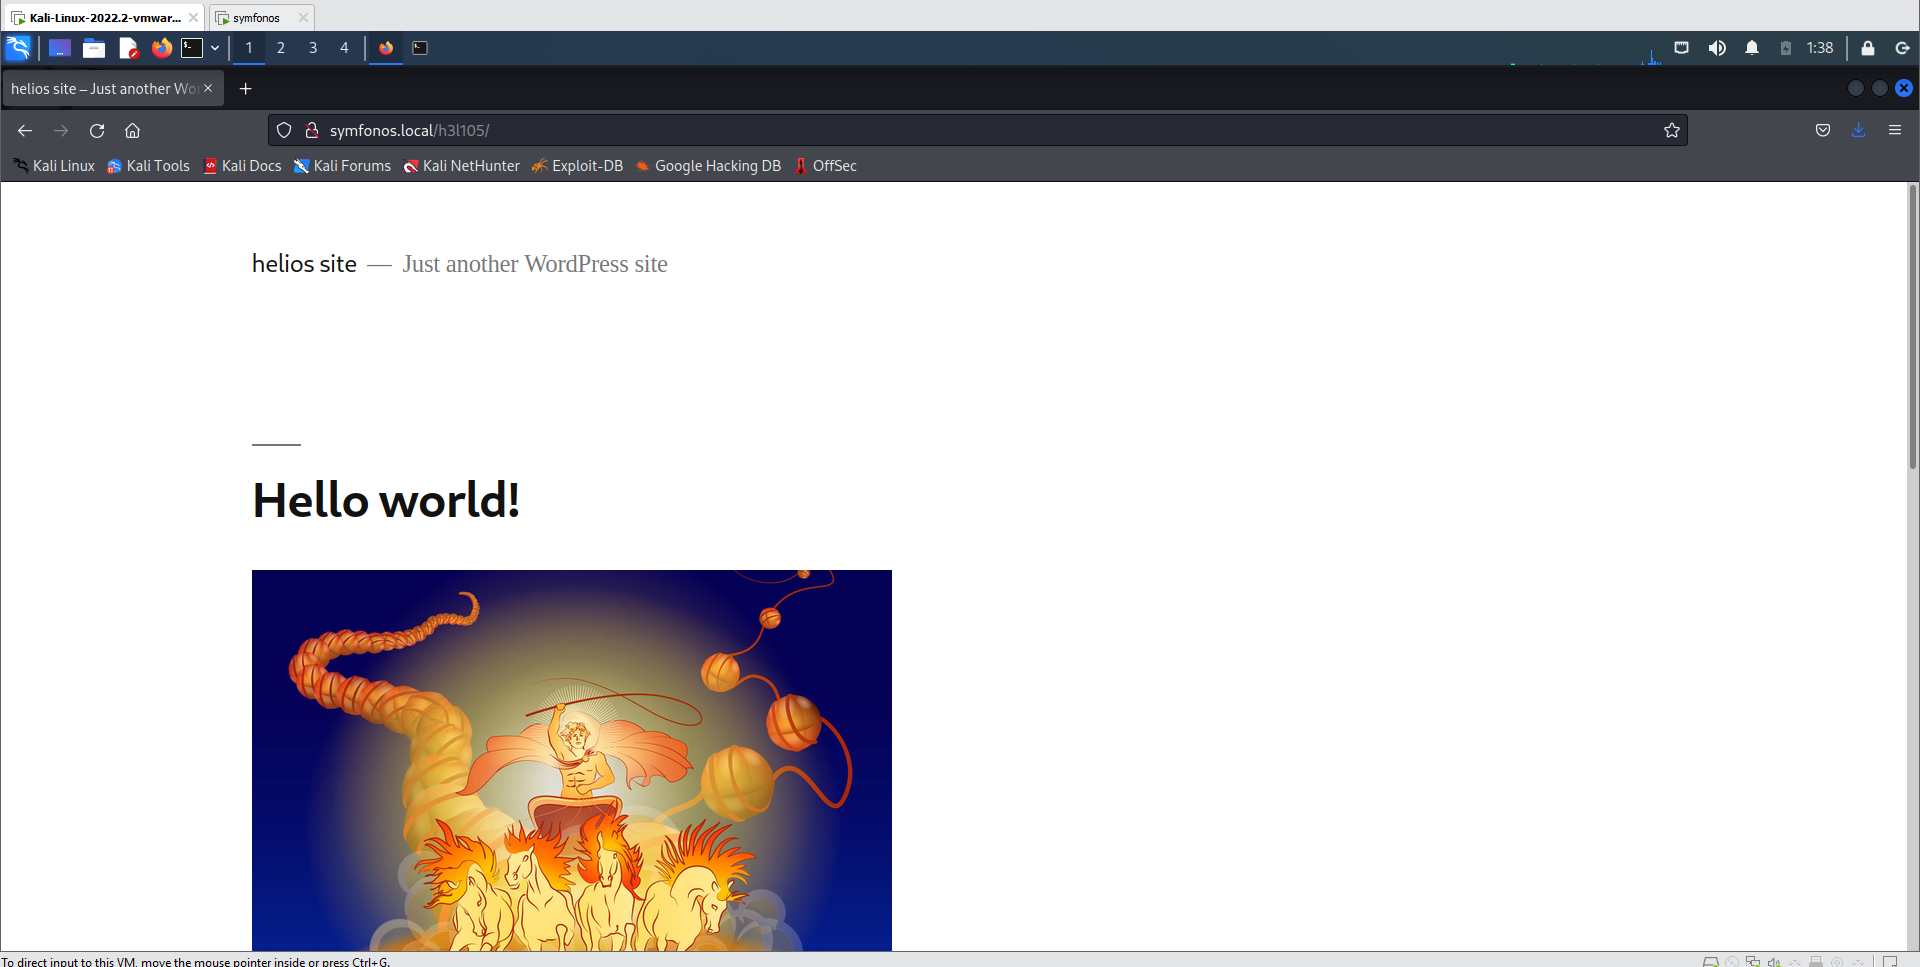 Kali-Linux-2022.2-vmwar...
symfonos
1 2 3 4
1:38
helios site – Just another Wo
symfonos.local/h3l105/
Kali Linux Kali Tools Kali Docs Kali Forums Kali NetHunter Exploit-DB Google Hacking DB OffSec
helios site — Just another WordPress site
Hello world!
To direct input to this VM, move the mouse pointer inside or press Ctrl+G.